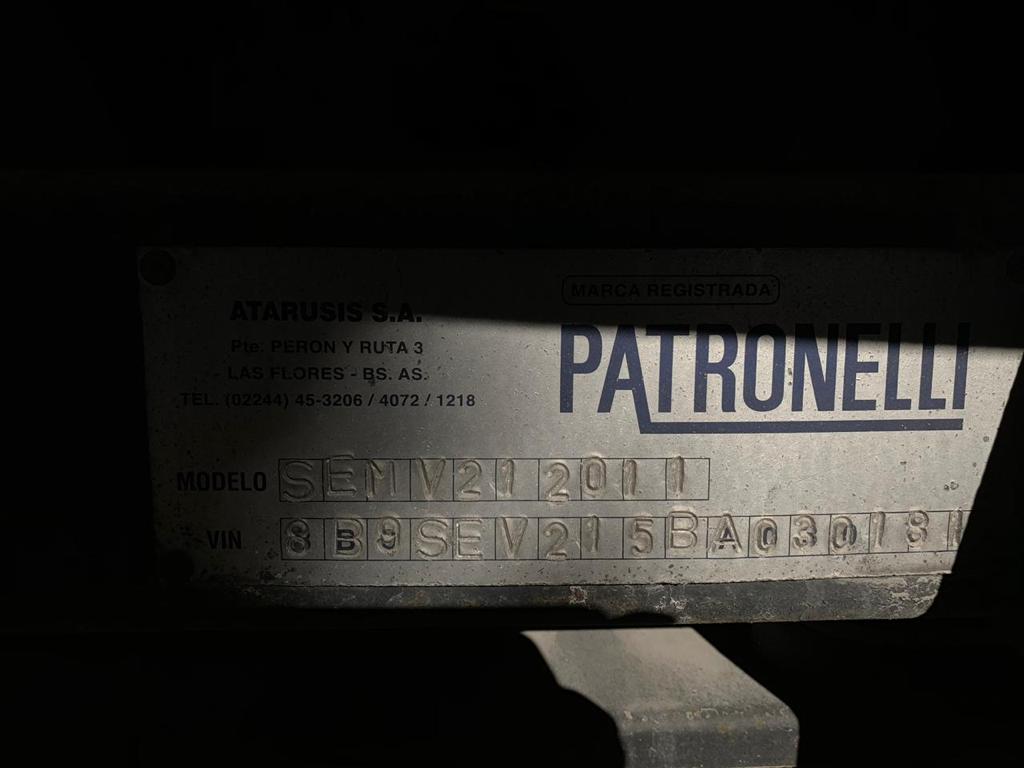 ATARUSIS S.A.
Pte. PERON Y RUTA 3
LAS FLORES - BS. AS.
TEL. (02244) 45-3206 / 4072 / 1218
MARCA REGISTRADA
PATRONELLI
MODELO SEMV212011
VIN 8B9SEV215BA030181